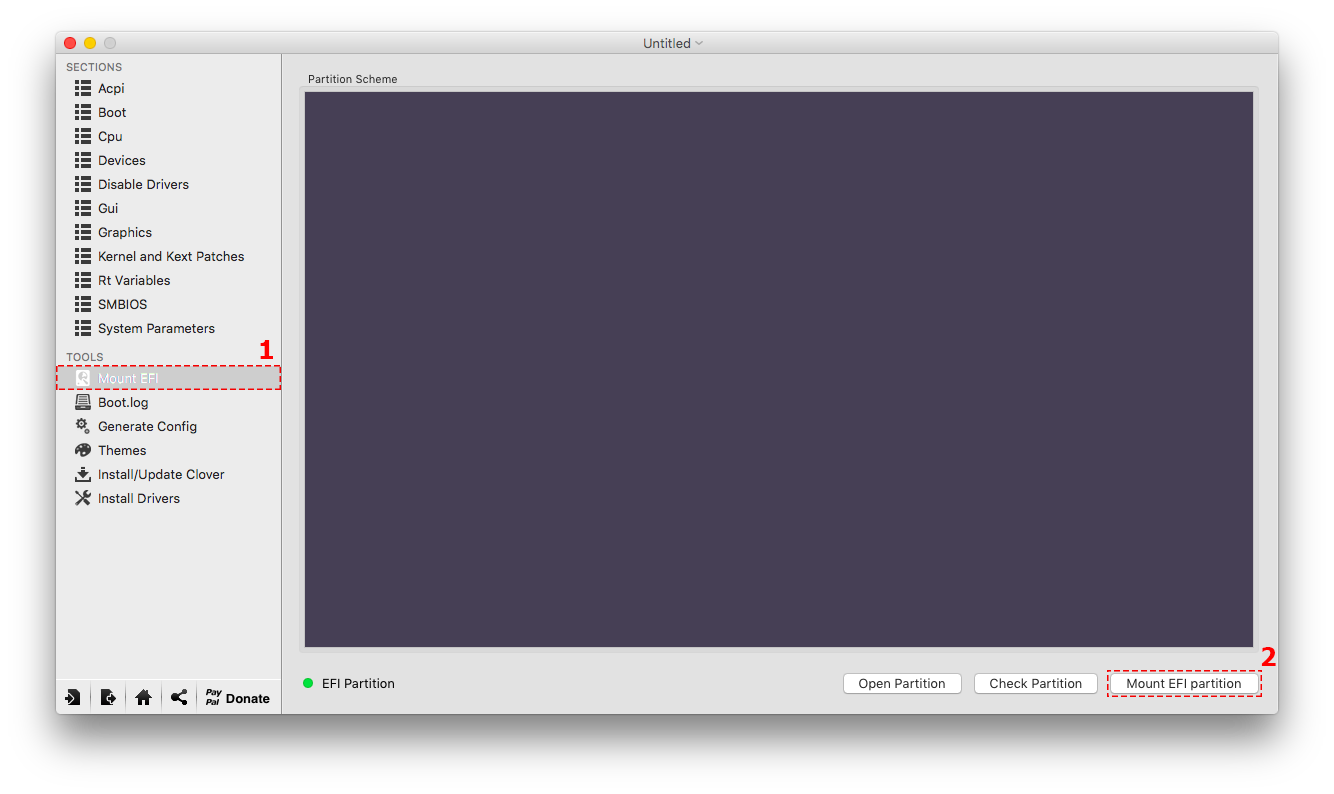 Untitled
SECTIONS
Acpi
Boot
Cpu
Devices
Disable Drivers
Gui
Graphics
Kernel and Kext Patches
Rt Variables
SMBIOS
System Parameters
TOOLS
1
Mount EFI
Boot.log
Generate Config
Themes
Install/Update Clover
Install Drivers
Pay
Pal
Donate
Partition Scheme
EFI Partition
Open Partition
Check Partition
2
Mount EFI partition